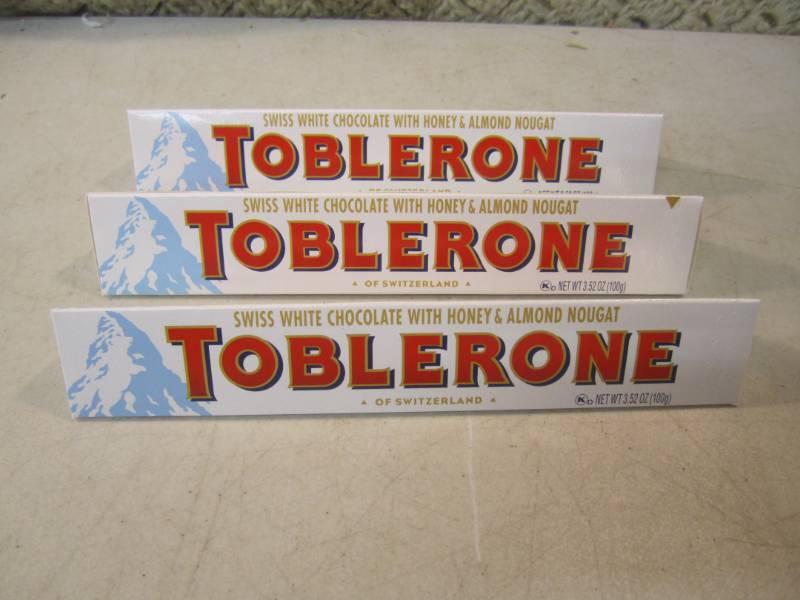 SWISS WHITE CHOCOLATE WITH HONEY & ALMOND NOUGAT
TOBLERONE
OF SWITZERLAND
SWISS WHITE CHOCOLATE WITH HONEY & ALMOND NOUGAT
TOBLERONE
OF SWITZERLAND
K D NET WT 3.52 OZ (100g)
SWISS WHITE CHOCOLATE WITH HONEY & ALMOND NOUGAT
TOBLERONE
OF SWITZERLAND
K D NET WT 3.52 OZ (100g)